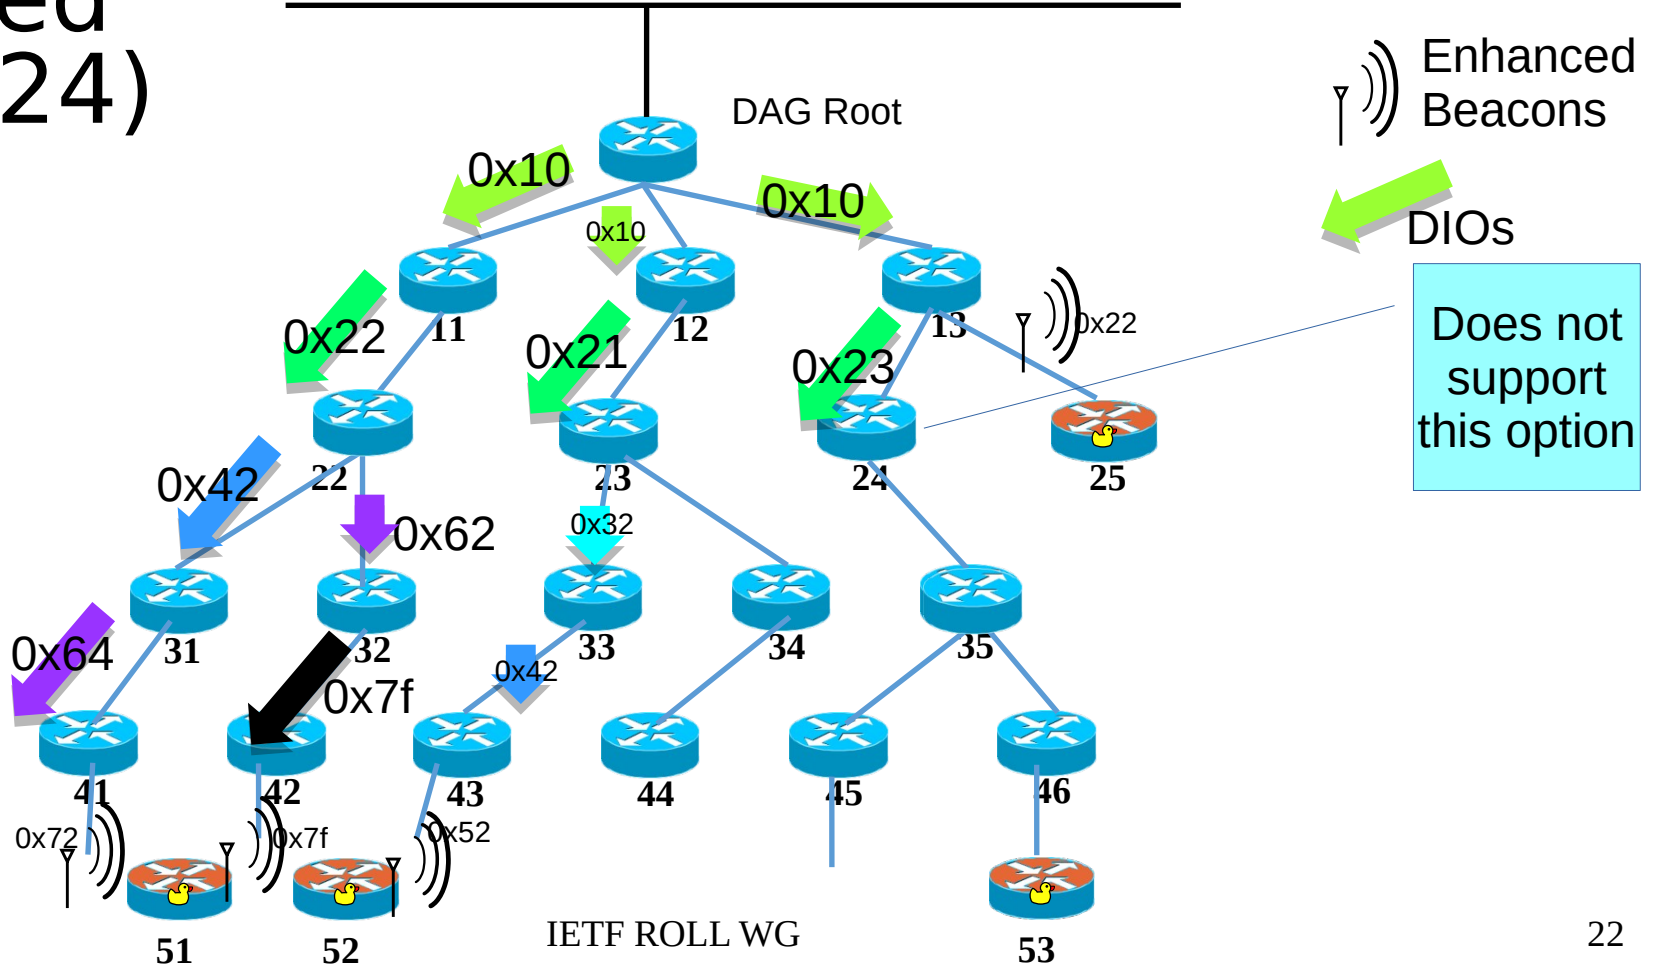 ed
24)
Enhanced
Beacons
DAG Root
0x10
0x10
0x10
DIOs
11
12
13
0x22
0x22
0x21
0x23
Does not
support
this option
22
23
24
25
0x42
0x62
0x32
31
32
33
34
35
0x64
0x7f
0x42
41
42
43
44
45
46
0x72
0x7f
0x52
51
52
IETF ROLL WG
53
22